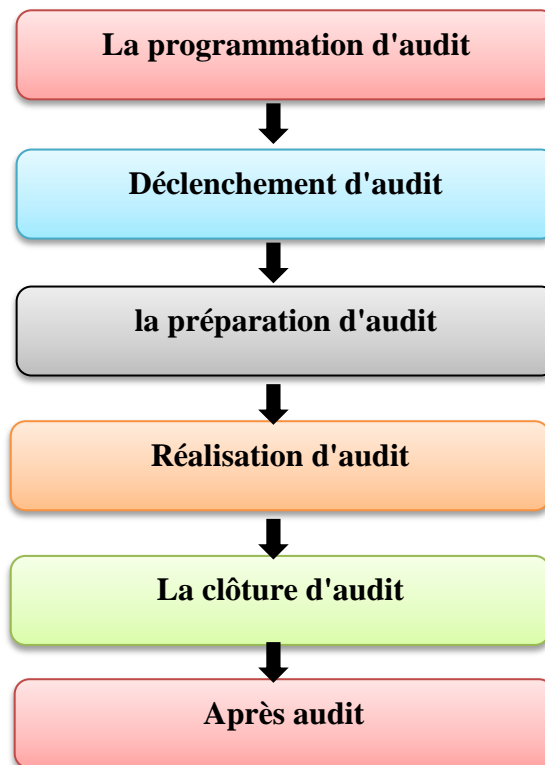 La programmation d'audit
Déclenchement d'audit
la préparation d'audit
Réalisation d'audit
La clôture d'audit
Après audit